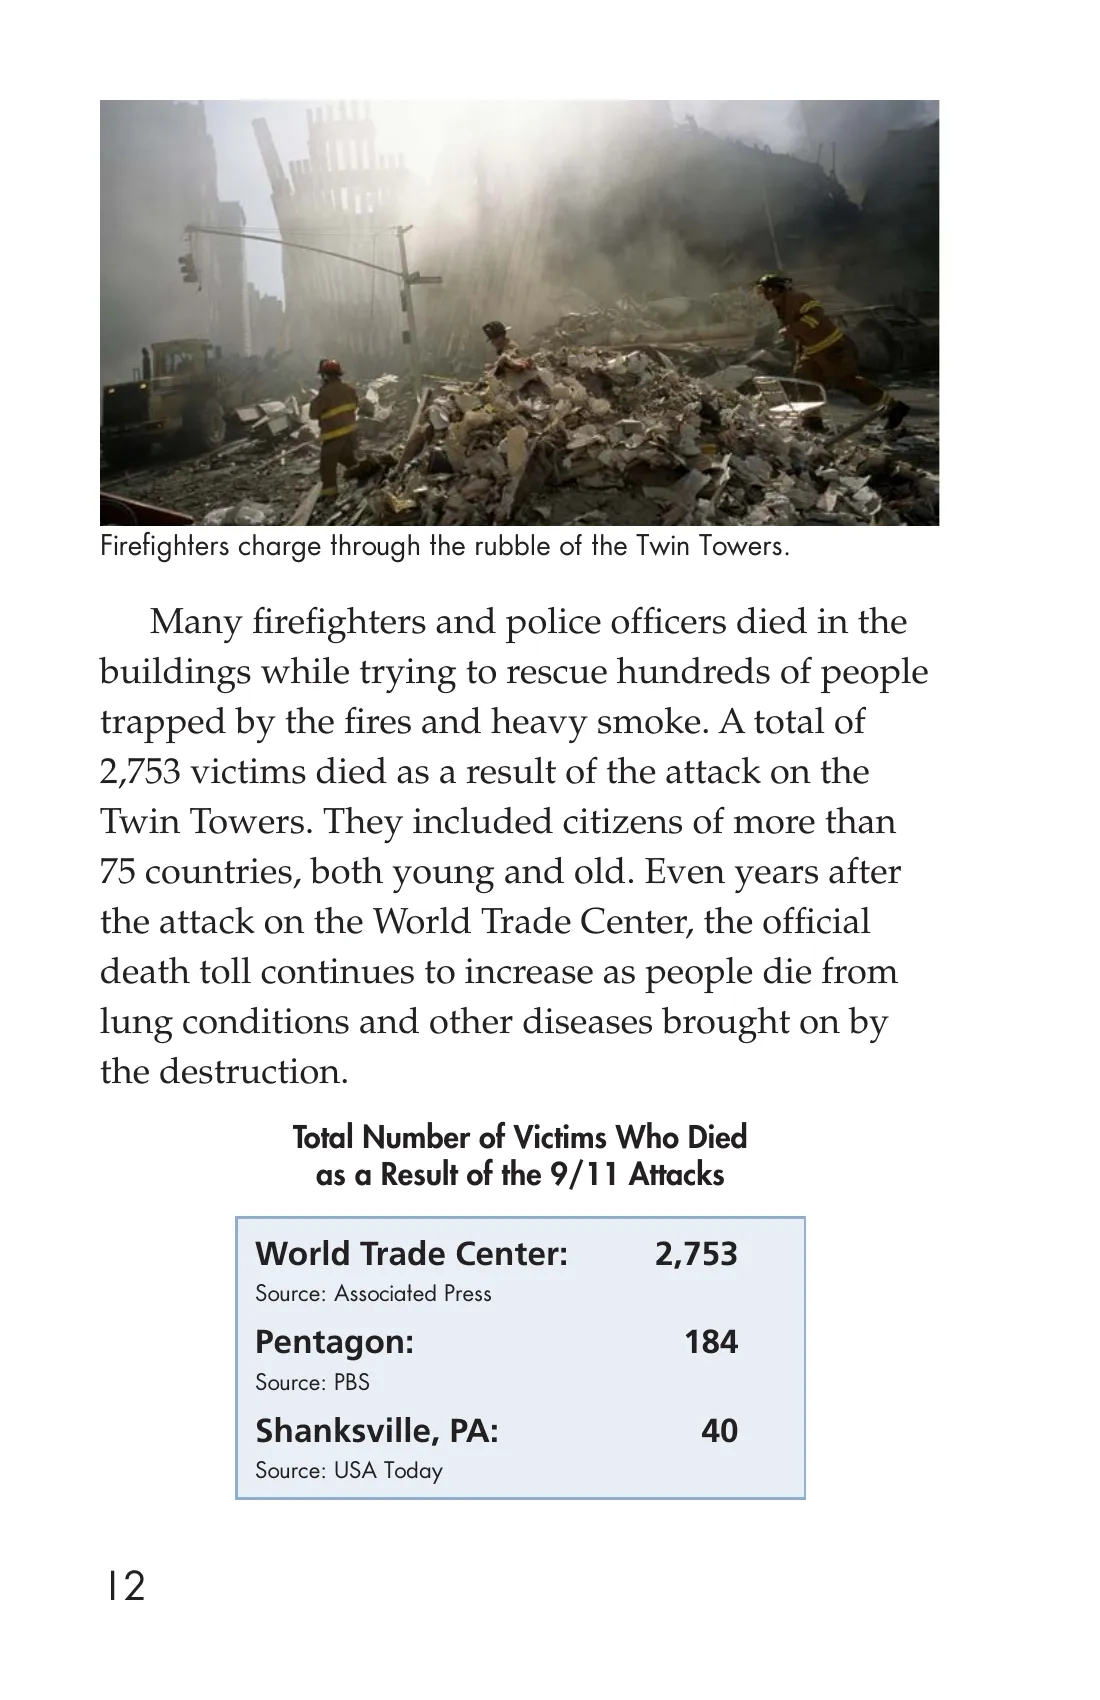 Firefighters charge through the rubble of the Twin Towers.
Many firefighters and police officers died in the
buildings while trying to rescue hundreds of people
trapped by the fires and heavy smoke. A total of
2,753 victims died as a result of the attack on the
Twin Towers. They included citizens of more than
75 countries, both young and old. Even years after
the attack on the World Trade Center, the official
death toll continues to increase as people die from
lung conditions and other diseases brought on by
the destruction.
Total Number of Victims Who Died
as a Result of the 9/11 Attacks
World Trade Center: 2,753
Source: Associated Press
Pentagon: 184
Source: PBS
Shanksville, PA: 40
Source: USA Today
12